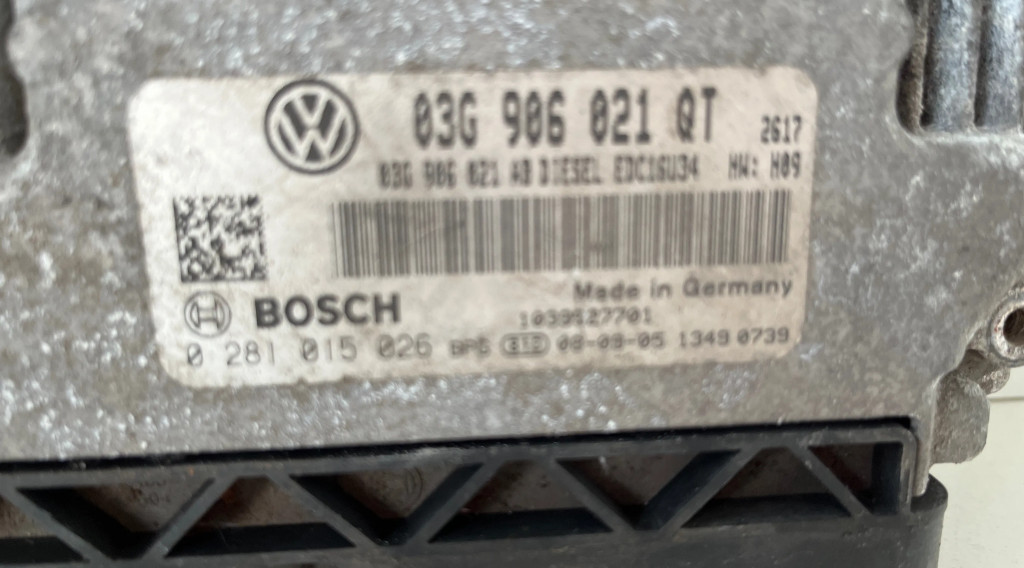 03G 906 021 QT 2617
03G 906 021 AB DIESEL EDC16U34 HW: H09
Made in Germany
BOSCH
1039S27701
0 281 015 026 BPC 08-09-05 1349 0739